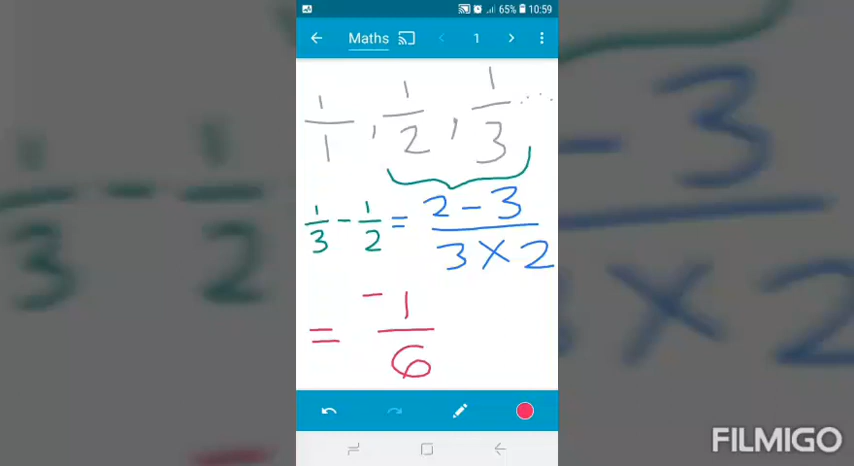 65% 10:59
Maths 1
1/1 , 1/2 , 1/3 ....
1/3 - 1/2 = 2-3/3×2
= -1/6
FILMIGO